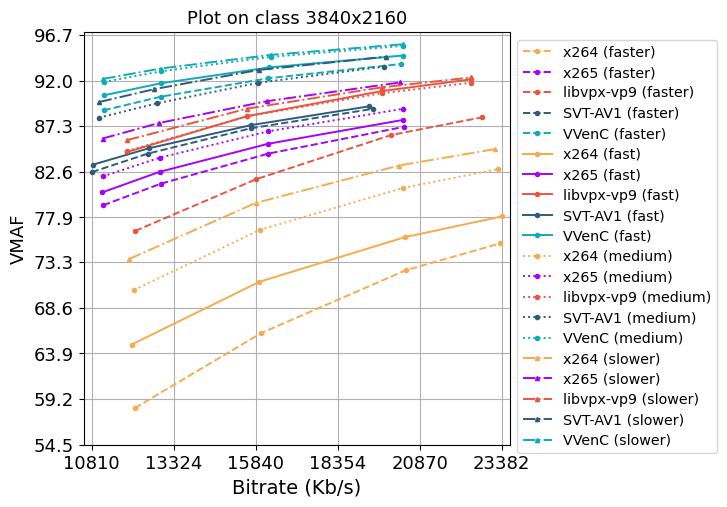 Plot on class 3840x2160
VMAF
96.7
92.0
87.3
82.6
77.9
73.3
68.6
63.9
59.2
54.5
10810 13324 15840 18354 20870 23382
Bitrate (Kb/s)
x264 (faster)
x265 (faster)
libvpx-vp9 (faster)
SVT-AV1 (faster)
VVenC (faster)
x264 (fast)
x265 (fast)
libvpx-vp9 (fast)
SVT-AV1 (fast)
VVenC (fast)
x264 (medium)
x265 (medium)
libvpx-vp9 (medium)
SVT-AV1 (medium)
VVenC (medium)
x264 (slower)
x265 (slower)
libvpx-vp9 (slower)
SVT-AV1 (slower)
VVenC (slower)